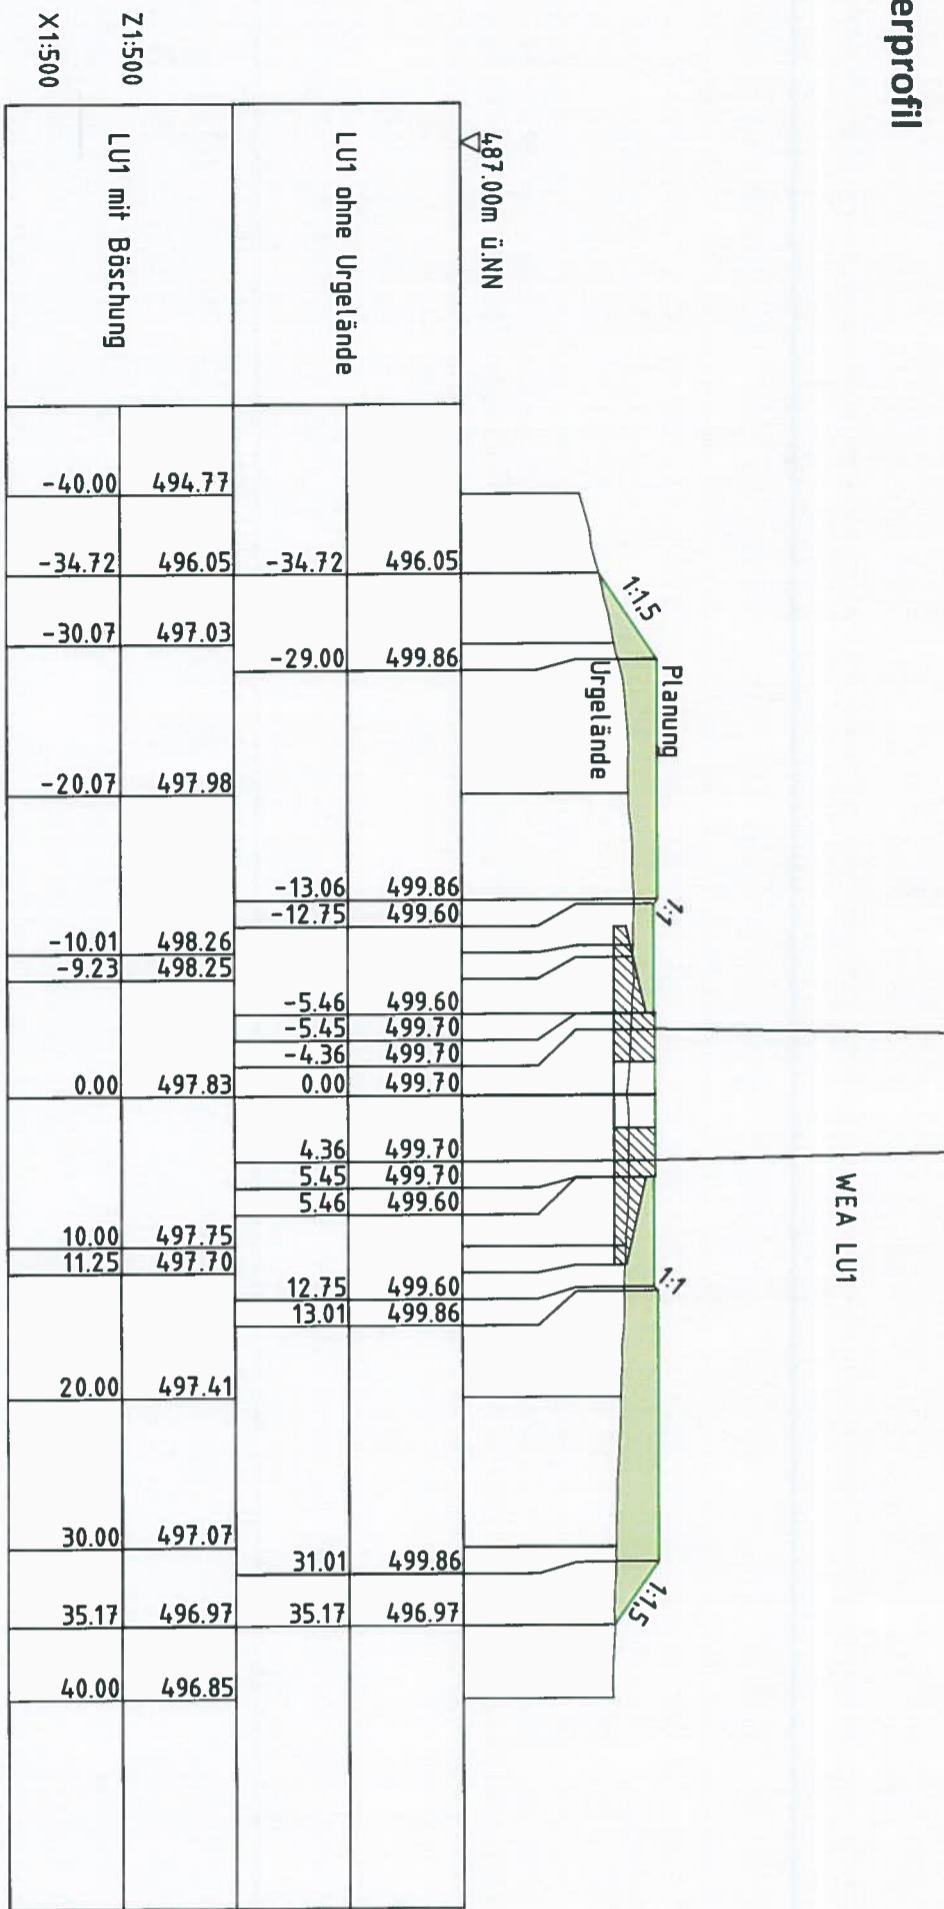 erprofil
WEA LU1
Planung
Urgelände
1:1,5
1:1
1:1
1:1,5
487.00m ü.NN
LU1 ohne Urgelände
496.05 499.86 499.86 499.60 499.60 499.70 499.70 499.70 499.70 499.70 499.60 499.60 499.86 499.86 496.97
-34.72 -29.00 -13.06 -12.75 -5.46 -5.45 -4.36 0.00 4.36 5.45 5.46 12.75 13.01 31.01 35.17
LU1 mit Böschung
494.77 496.05 497.03 497.98 498.26 498.25 497.83 497.75 497.70 497.41 497.07 496.97 496.85
-40.00 -34.72 -30.07 -20.07 -10.01 -9.23 0.00 10.00 11.25 20.00 30.00 35.17 40.00
Z1:500
X1:500